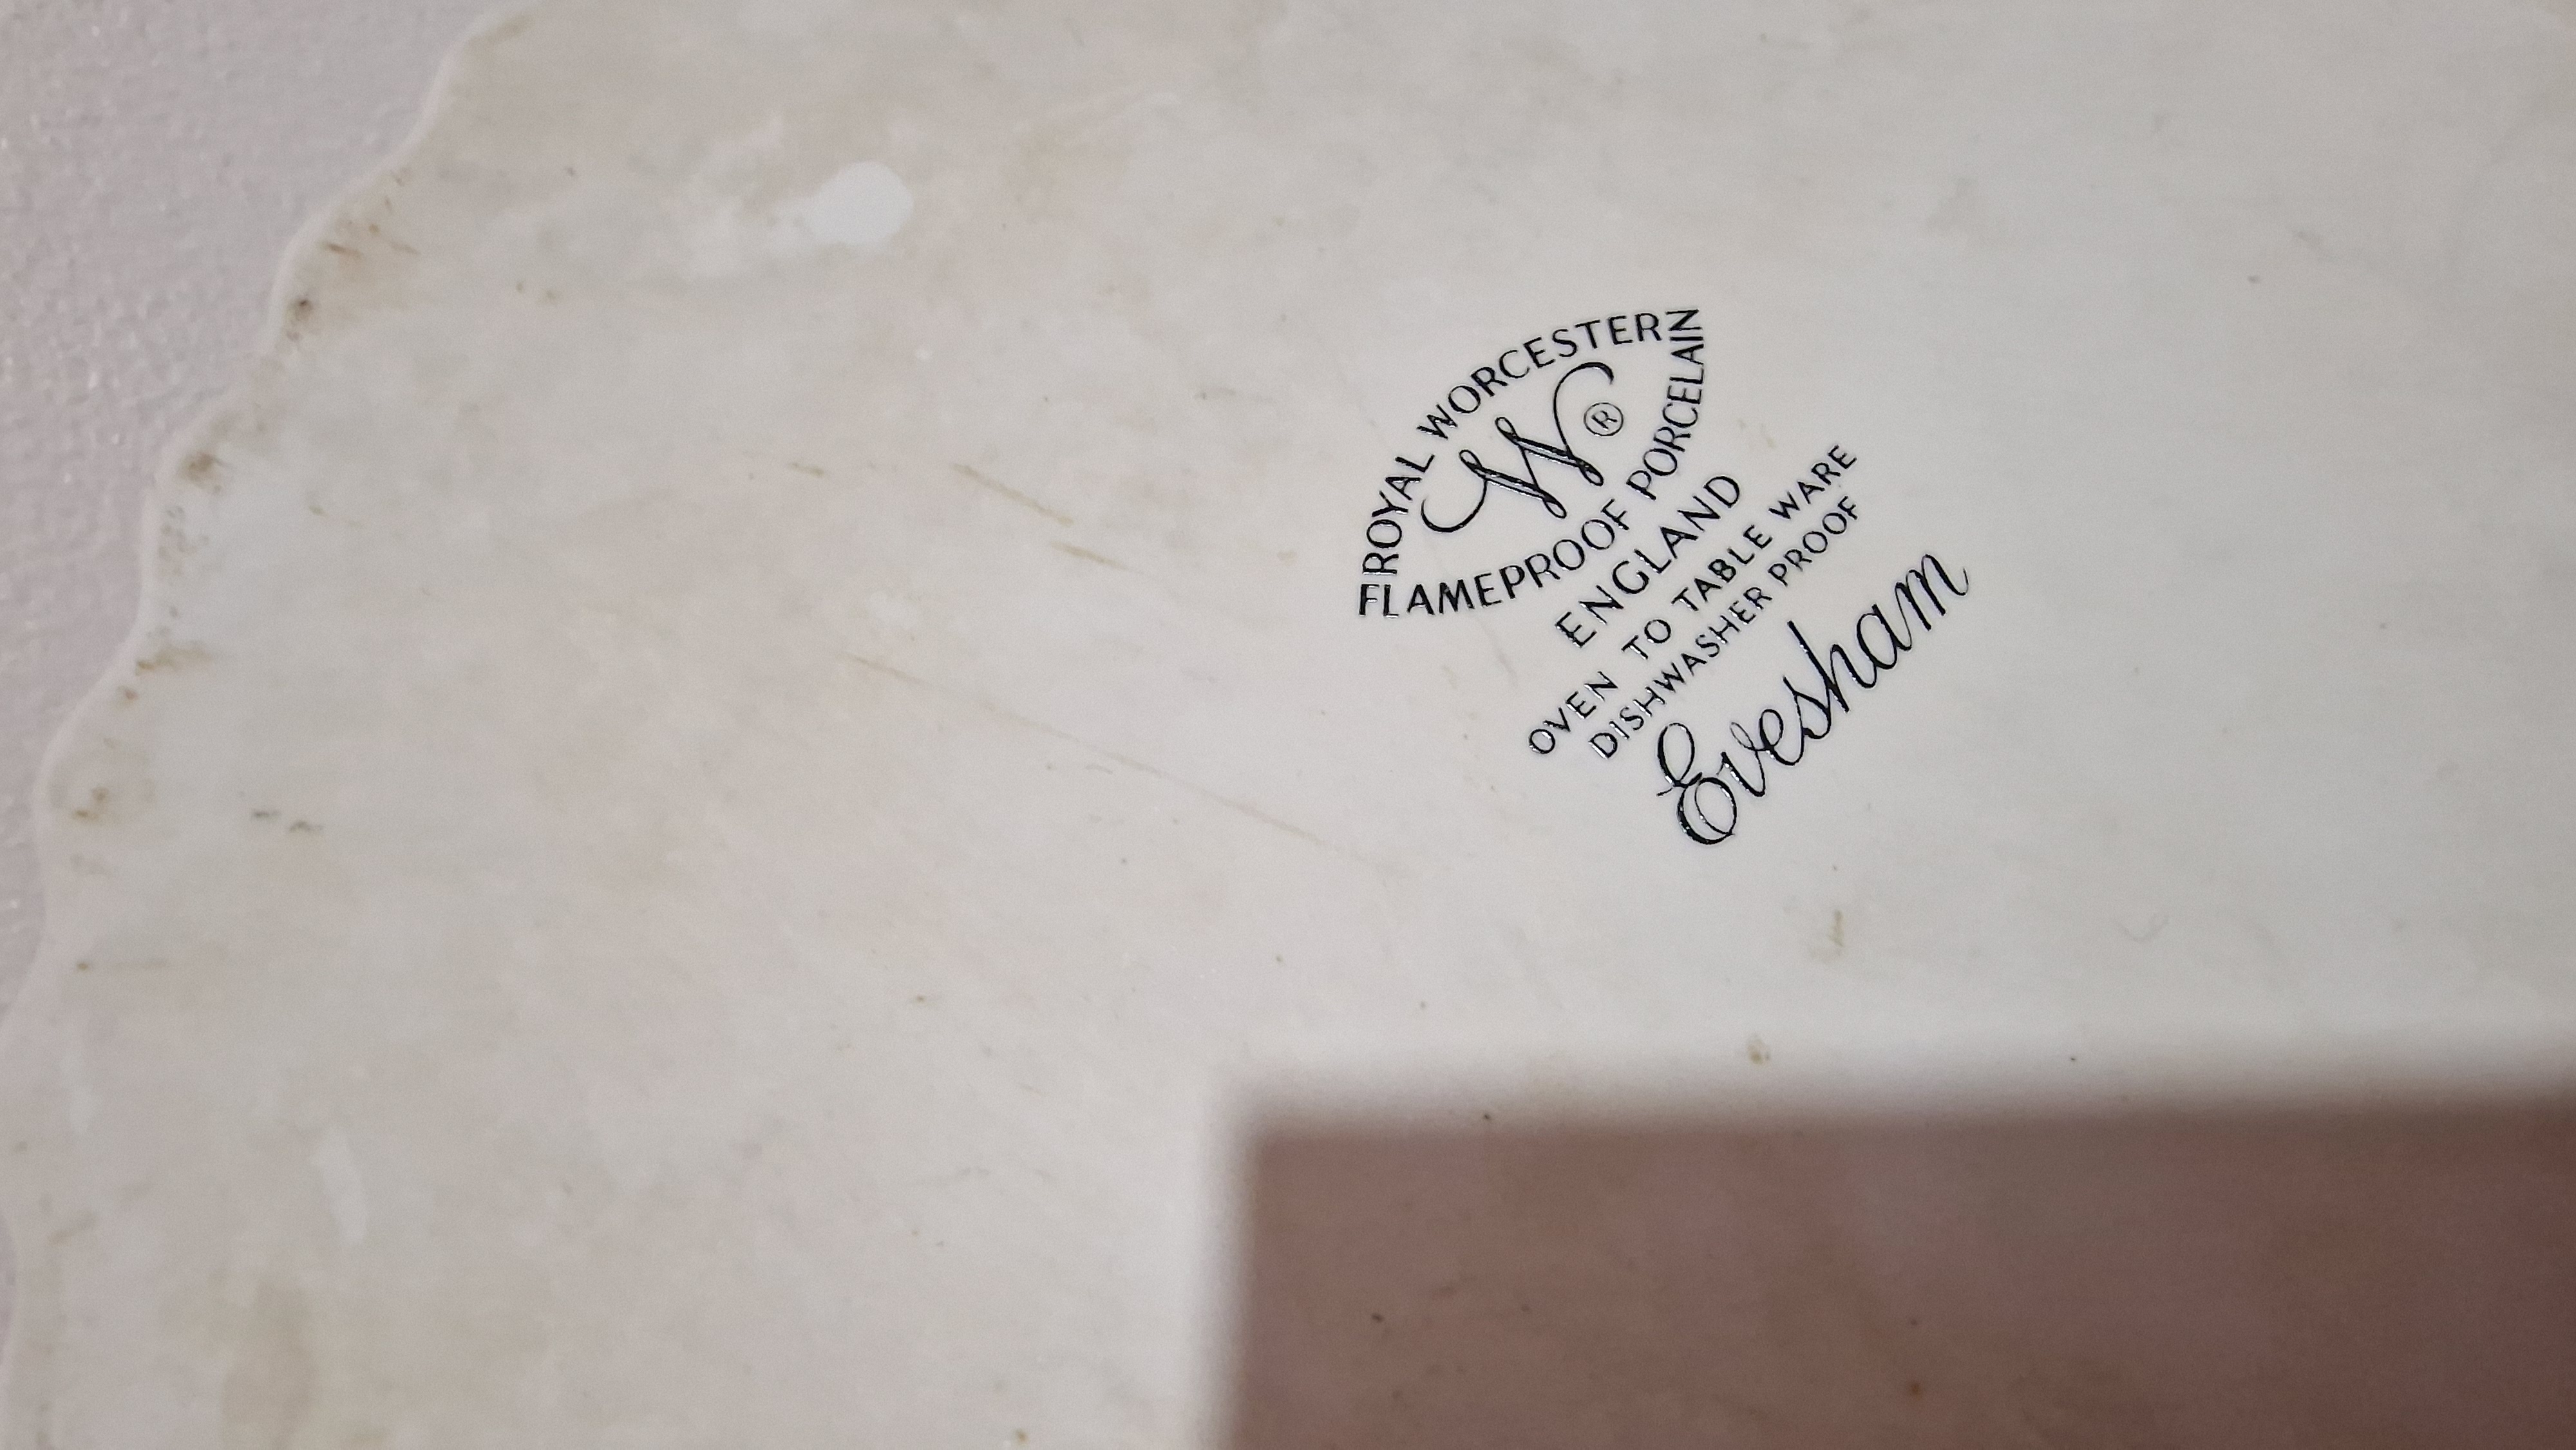 ROYAL WORCESTER
W ®
FLAMEPROOF PORCELAIN
ENGLAND
OVEN TO TABLE WARE
DISHWASHER PROOF
Evesham